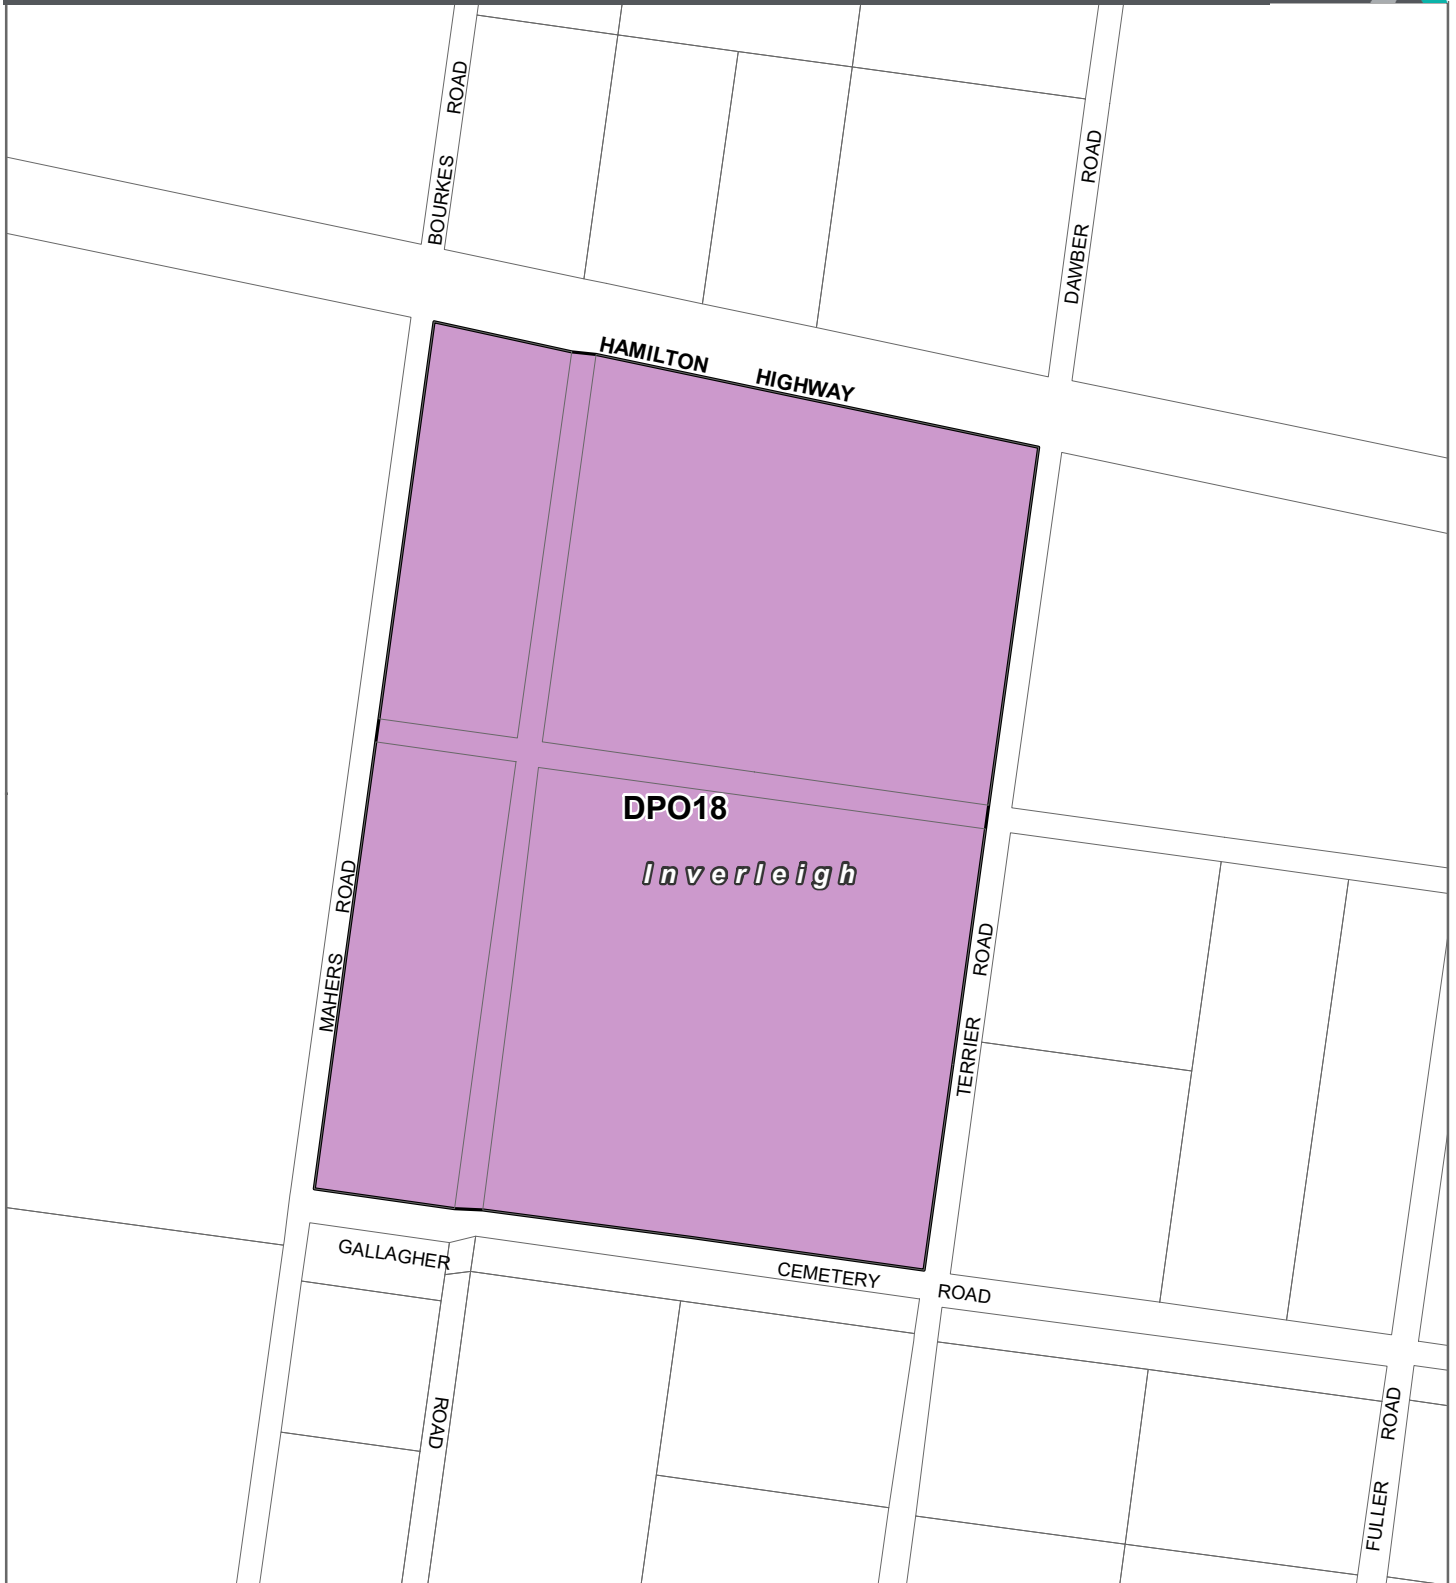 BOURKES ROAD
DAWBER ROAD
HAMILTON HIGHWAY
DPO18
Inverleigh
MAHERS ROAD
TERRIER ROAD
GALLAGHER ROAD
CEMETERY ROAD
FULLER ROAD